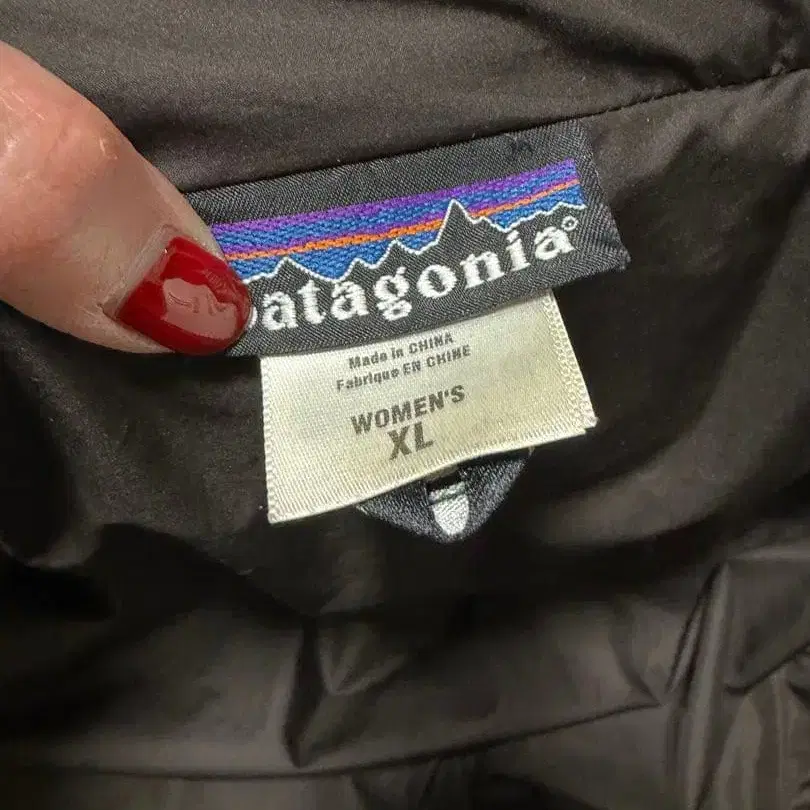 patagonia®
Made in CHINA
Fabriqué EN CHINE
WOMEN'S
XL